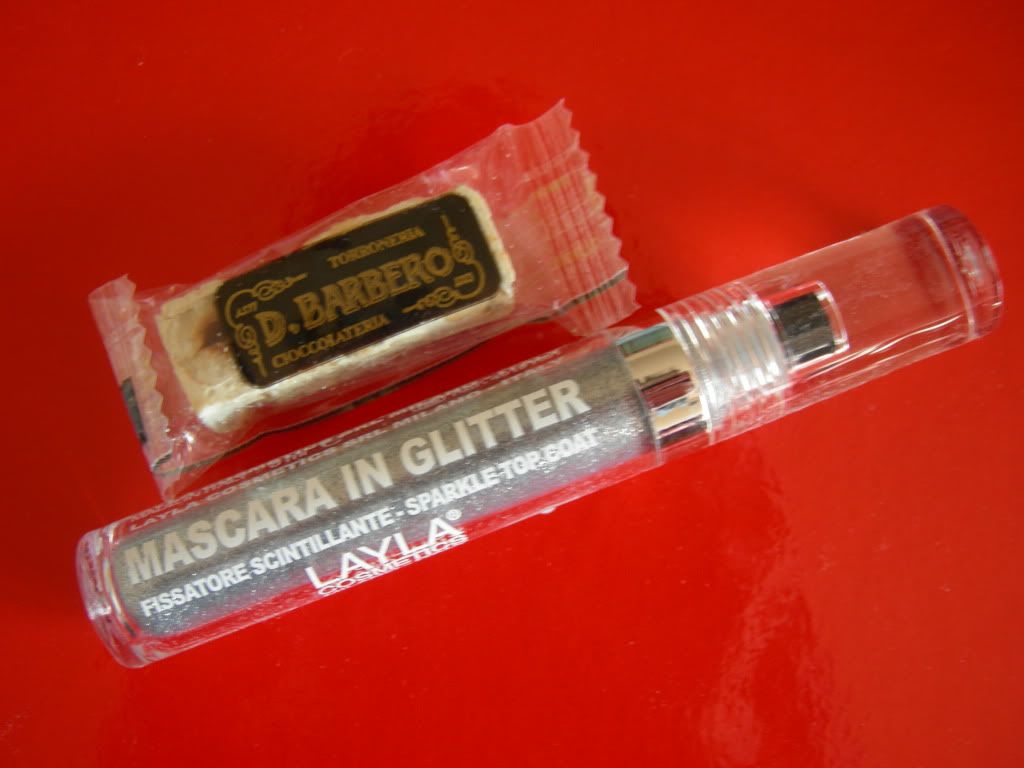 TORRONERIA
D. BARBERO
CIOCCOLATERIA
MASCARA IN GLITTER
FISSATORE SCINTILLANTE - SPARKLE TOP COAT
LAYLA®
COSMETICS